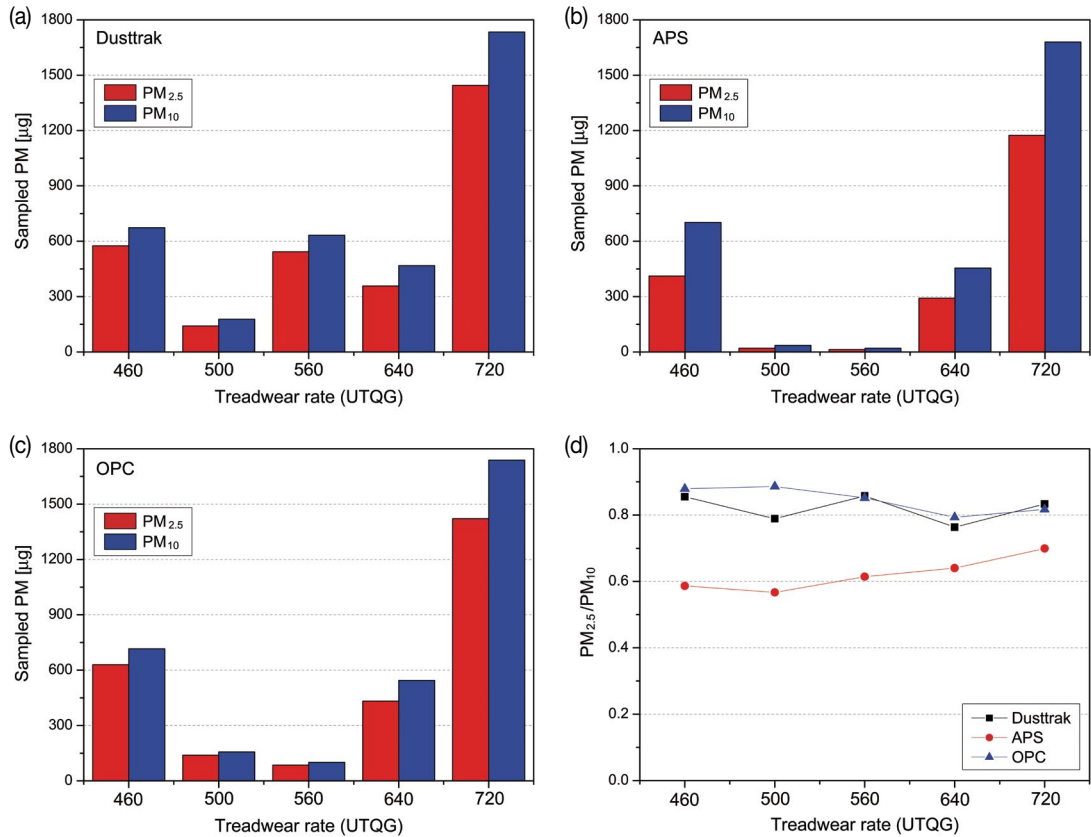 (a)
Dusttrak
PM2.5
PM10
1800
1500
1200
900
600
300
0
Sampled PM [µg]
460 500 560 640 720
Treadwear rate (UTQG)
(b)
APS
PM2.5
PM10
1800
1500
1200
900
600
300
0
Sampled PM [µg]
460 500 560 640 720
Treadwear rate (UTQG)
(c)
OPC
PM2.5
PM10
1800
1500
1200
900
600
300
0
Sampled PM [µg]
460 500 560 640 720
Treadwear rate (UTQG)
(d)
1.0
0.8
0.6
0.4
0.2
0.0
PM2.5/PM10
Dusttrak
APS
OPC
460 500 560 640 720
Treadwear rate (UTQG)